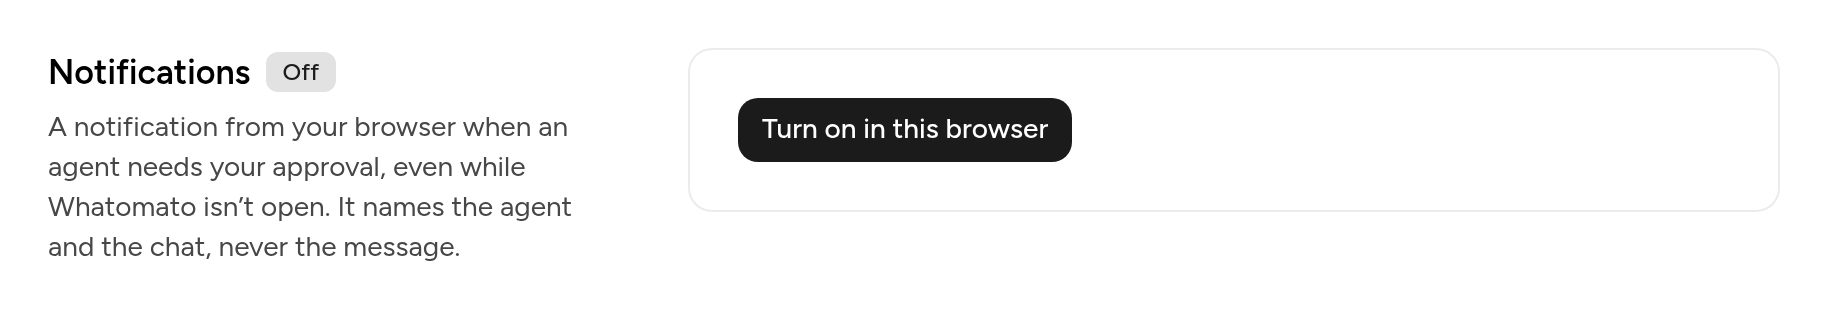 Notifications Off
A notification from your browser when an
agent needs your approval, even while
Whatomato isn’t open. It names the agent
and the chat, never the message.
Turn on in this browser